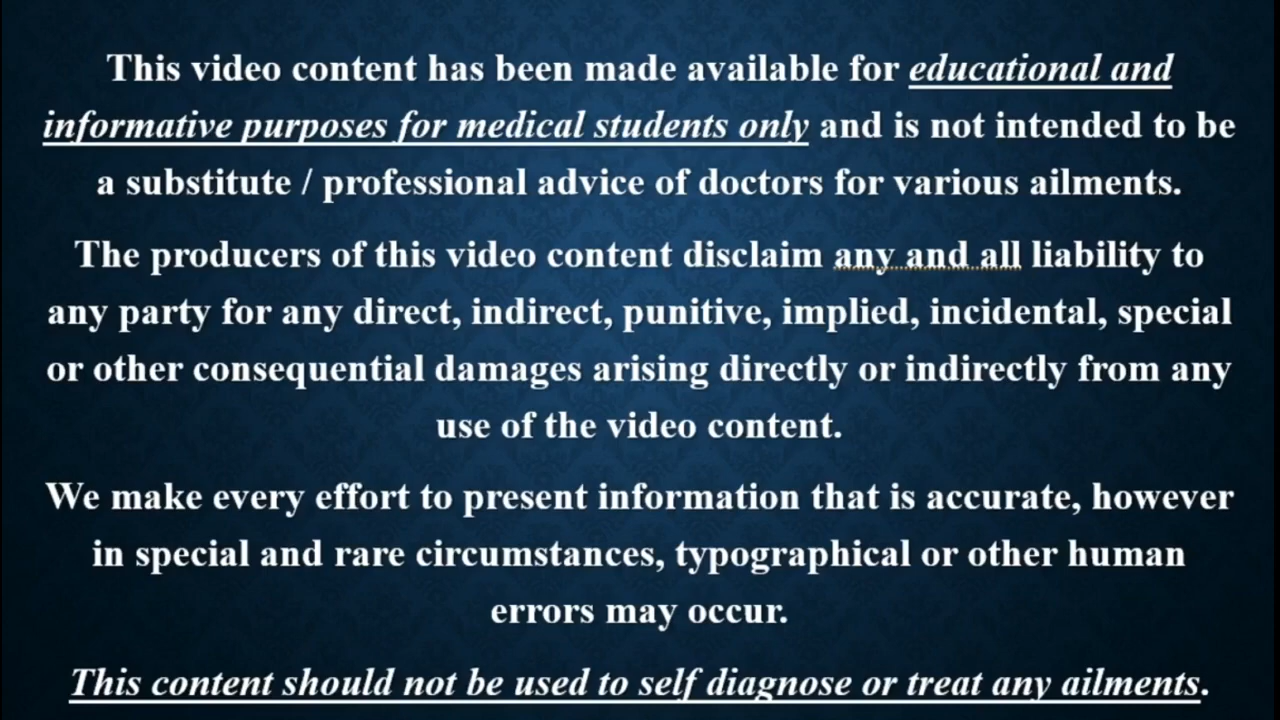 This video content has been made available for educational and
informative purposes for medical students only and is not intended to be
a substitute / professional advice of doctors for various ailments.
The producers of this video content disclaim any and all liability to
any party for any direct, indirect, punitive, implied, incidental, special
or other consequential damages arising directly or indirectly from any
use of the video content.
We make every effort to present information that is accurate, however
in special and rare circumstances, typographical or other human
errors may occur.
This content should not be used to self diagnose or treat any ailments.